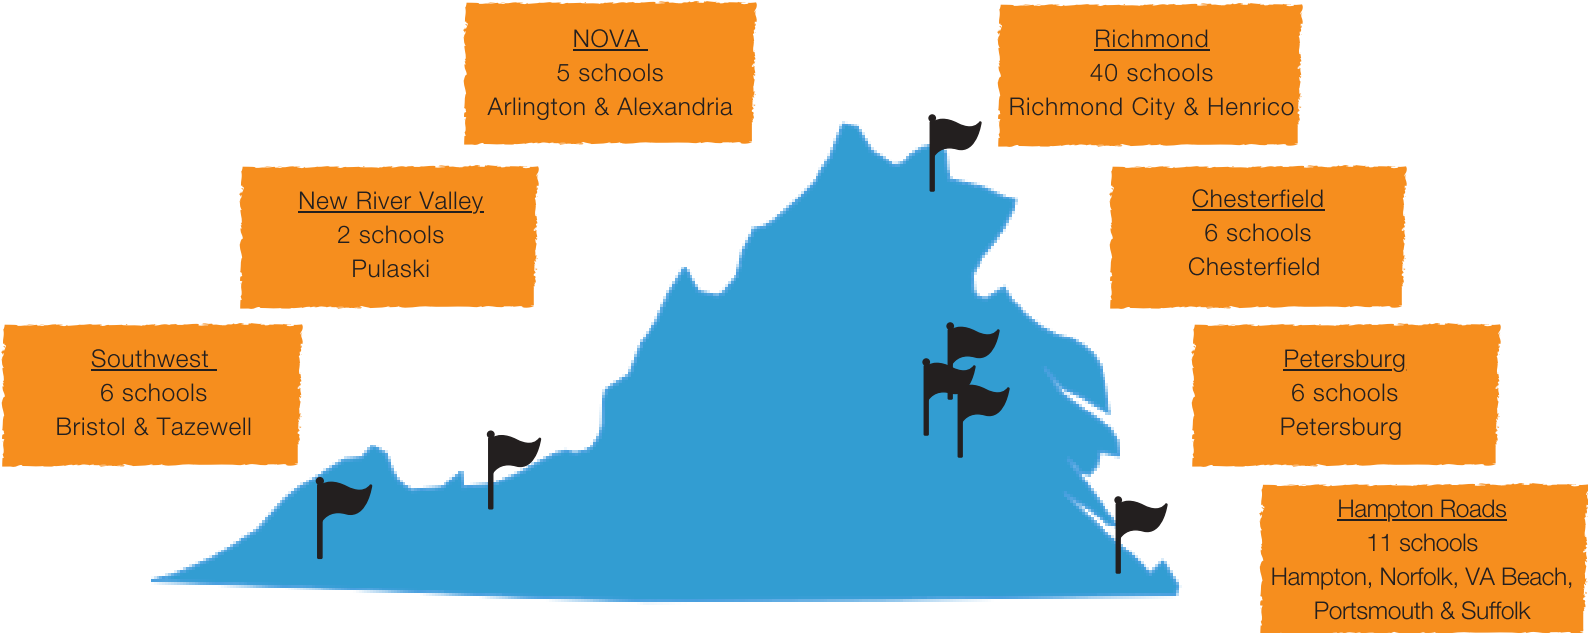 NOVA
5 schools
Arlington & Alexandria
Richmond
40 schools
Richmond City & Henrico
New River Valley
2 schools
Pulaski
Chesterfield
6 schools
Chesterfield
Southwest
6 schools
Bristol & Tazewell
Petersburg
6 schools
Petersburg
Hampton Roads
11 schools
Hampton, Norfolk, VA Beach,
Portsmouth & Suffolk